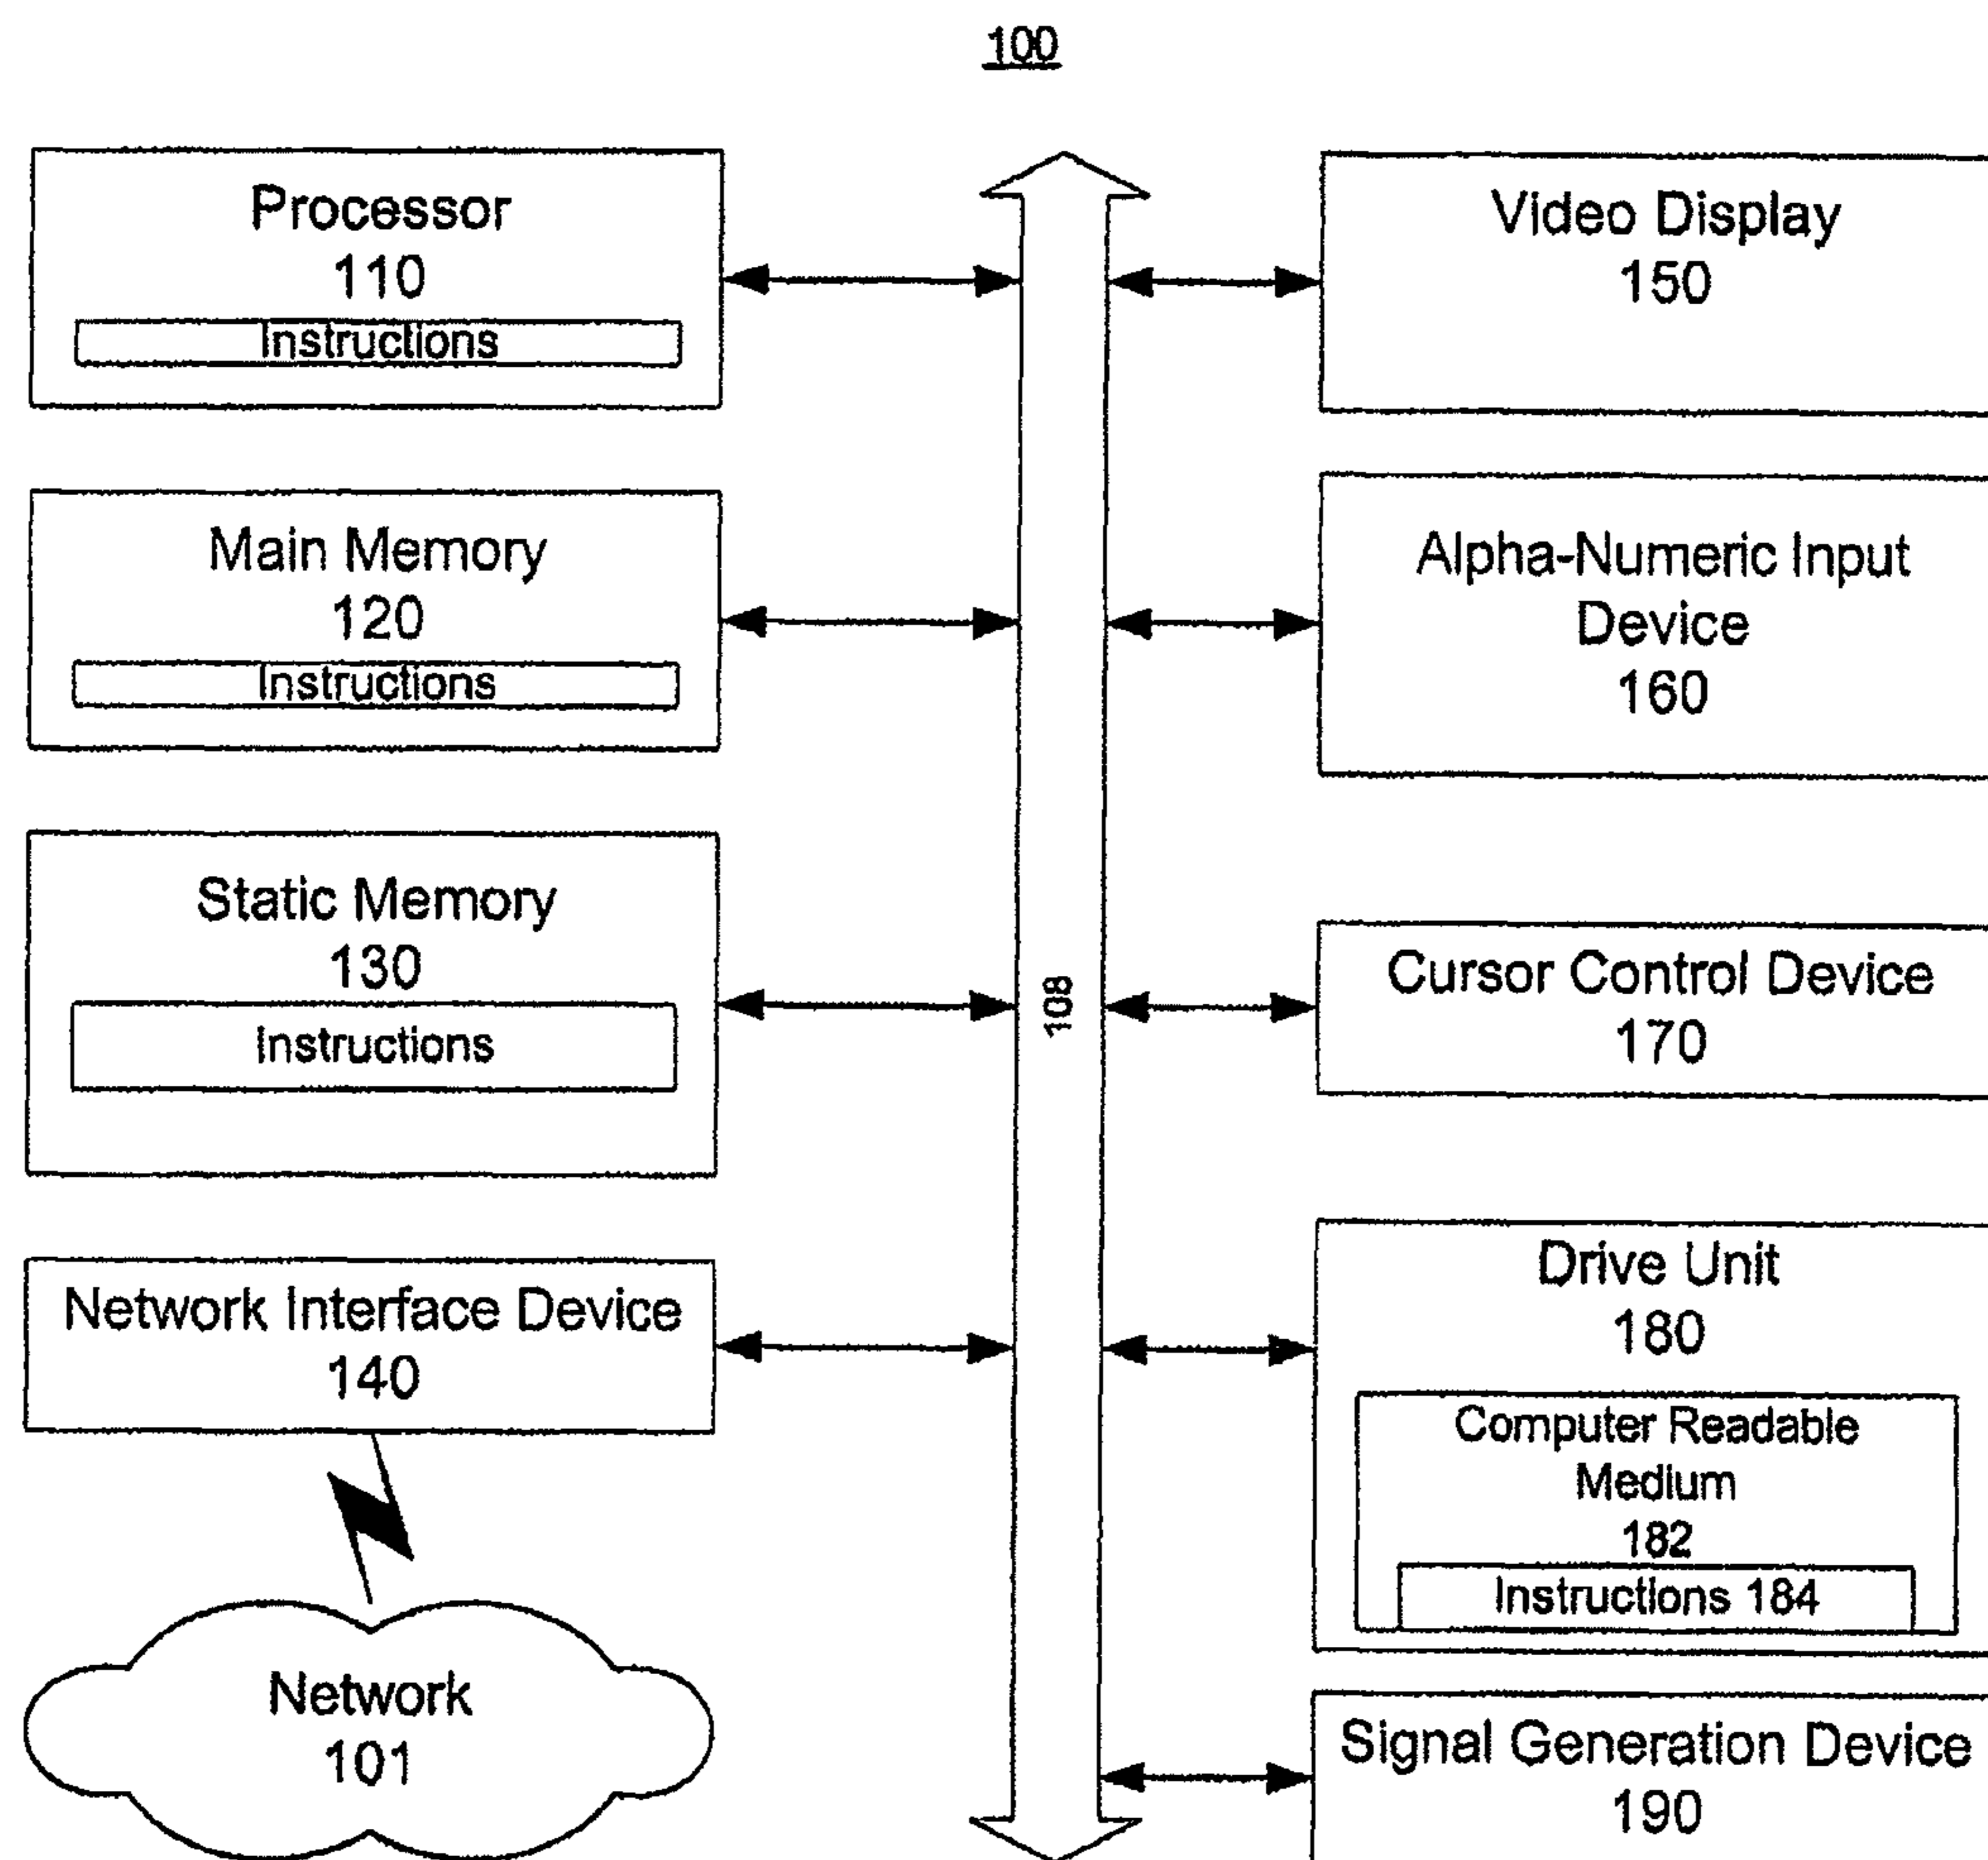 100
Processor
110
Instructions
Main Memory
120
Instructions
Static Memory
130
Instructions
Network Interface Device
140
Network
101
108
Video Display
150
Alpha-Numeric Input
Device
160
Cursor Control Device
170
Drive Unit
180
Computer Readable
Medium
182
Instructions 184
Signal Generation Device
190